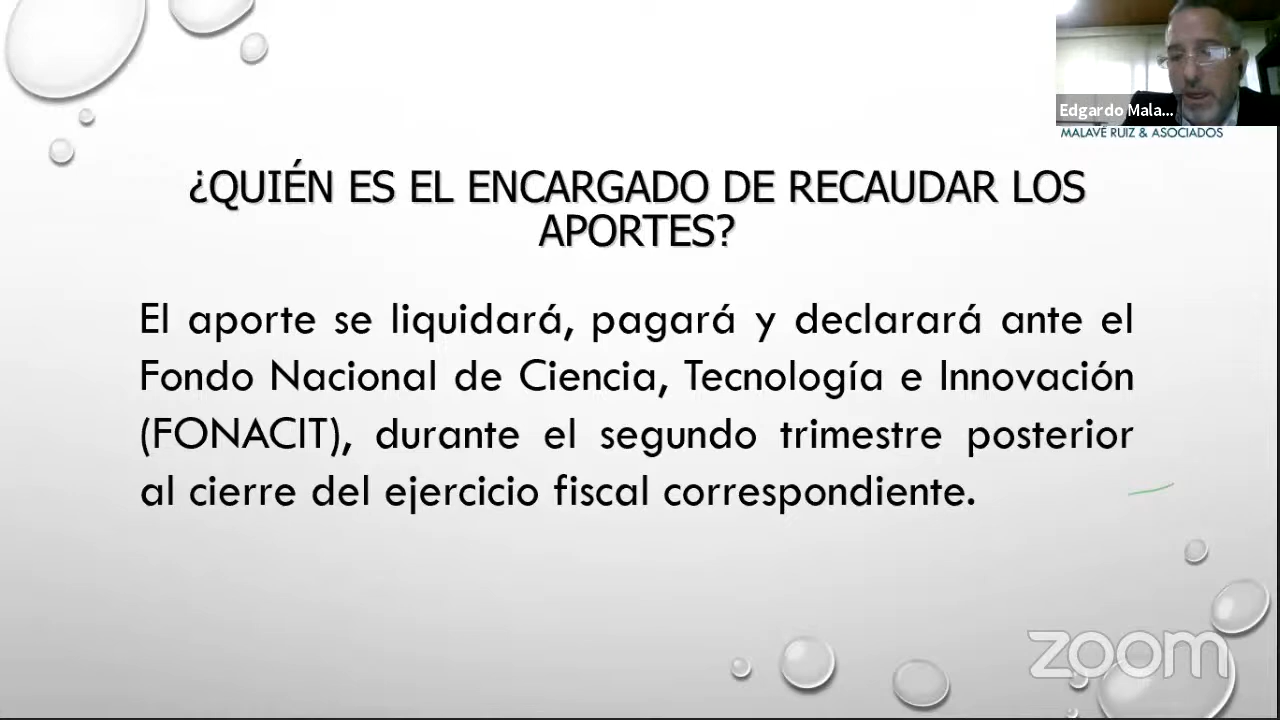 Edgardo Mala...
MALAVÉ RUIZ & ASOCIADOS
¿QUIÉN ES EL ENCARGADO DE RECAUDAR LOS
APORTES?
El aporte se liquidará, pagará y declarará ante el
Fondo Nacional de Ciencia, Tecnología e Innovación
(FONACIT), durante el segundo trimestre posterior
al cierre del ejercicio fiscal correspondiente.
zoom